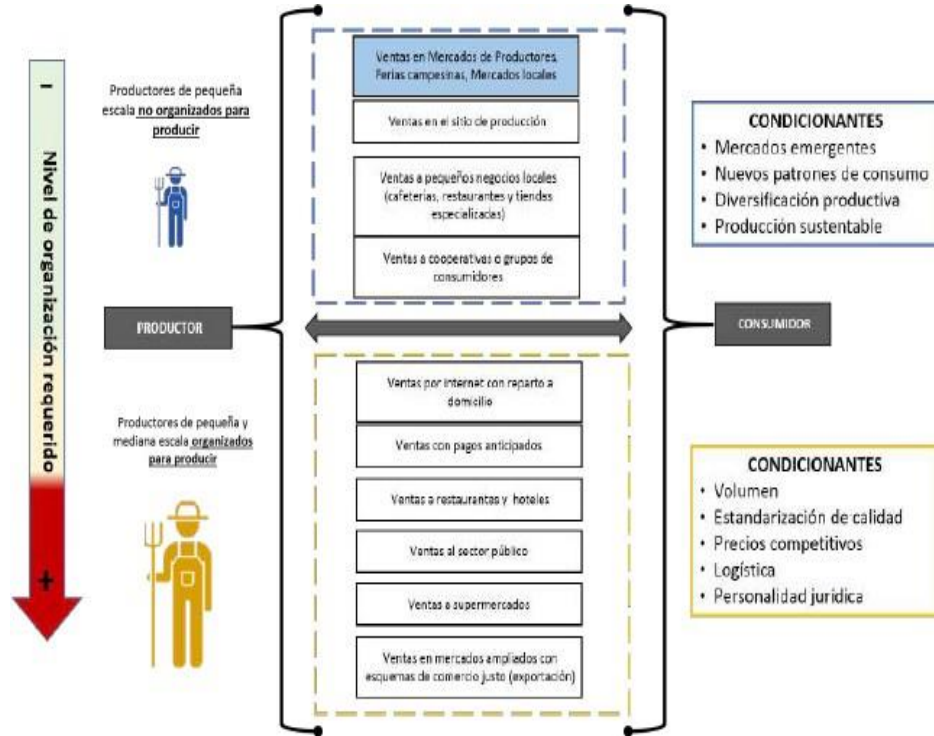 -
Nivel de organización requerido
+
Productores de pequeña
escala no organizados para
producir
PRODUCTOR
Productores de pequeña y
mediana escala organizados
para producir
Ventas en Mercados de Productores,
Ferias campesinas, Mercados locales
Ventas en el sitio de producción
Ventas a pequeños negocios locales
(cafeterías, restaurantes y tiendas
especializadas)
Ventas a cooperativas o grupos de
consumidores
Ventas por internet con reparto a
domicilio
Ventas con pagos anticipados
Ventas a restaurantes y hoteles
Ventas al sector público
Ventas a supermercados
Ventas en mercados ampliados con
esquemas de comercio justo (exportación)
CONDICIONANTES
• Mercados emergentes
• Nuevos patrones de consumo
• Diversificación productiva
• Producción sustentable
CONSUMIDOR
CONDICIONANTES
• Volumen
• Estandarización de calidad
• Precios competitivos
• Logística
• Personalidad jurídica